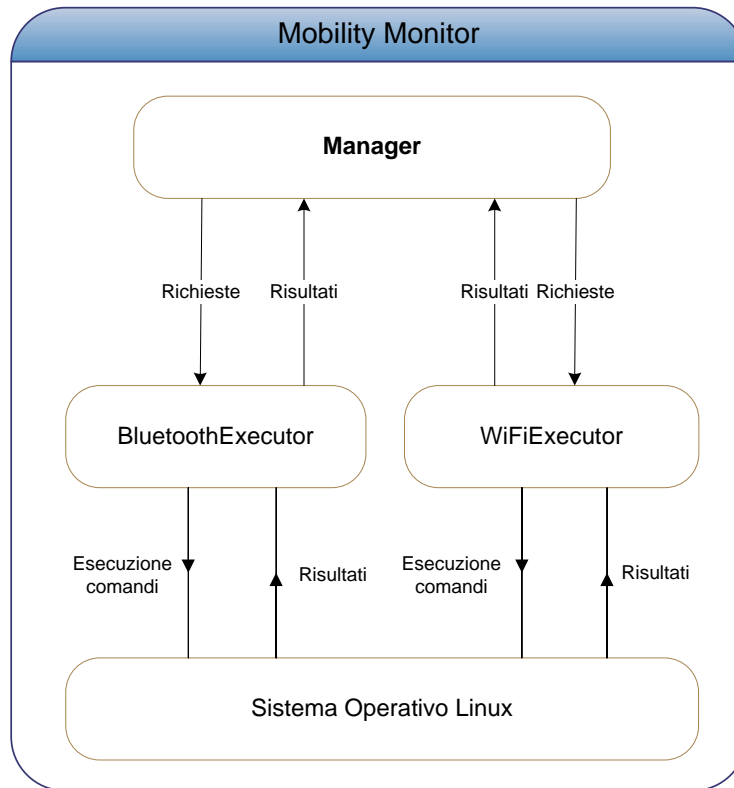 Mobility Monitor
Manager
Richieste
Risultati
Risultati
Richieste
BluetoothExecutor
WiFiExecutor
Esecuzione
comandi
Risultati
Esecuzione
comandi
Risultati
Sistema Operativo Linux